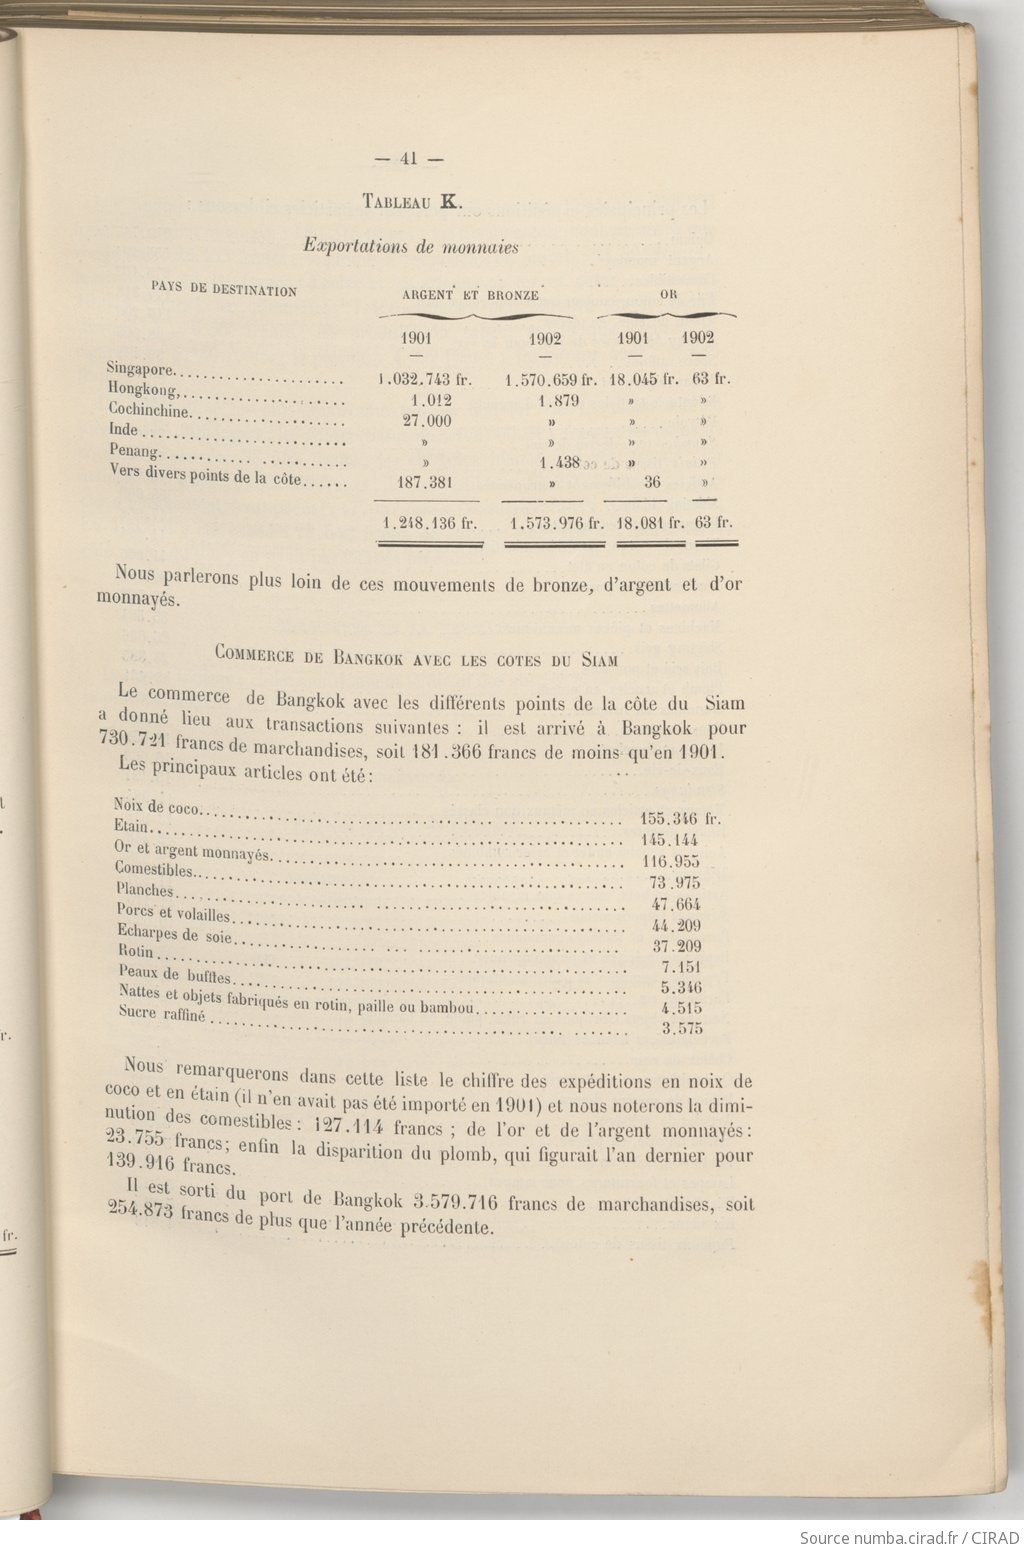 — 41 —
TABLEAU K.
Exportations de monnaies
PAYS DE DESTINATION ARGENT ET BRONZE OR
1901 1902 1901 1902
Singapore..................... 1.032.743 fr. 1.570.659 fr. 18.045 fr. 63 fr.
Hongkong,..................... 1.012 1.879 » »
Cochinchine.................... 27.000 » » »
Inde.......................... » » » »
Penang....................... » 1.438 » »
Vers divers points de la côte...... 187.381 » 36 »
1.248.136 fr. 1.573.976 fr. 18.081 fr. 63 fr.
Nous parlerons plus loin de ces mouvements de bronze, d'argent et d'or
monnayés.
COMMERCE DE BANGKOK AVEC LES COTES DU SIAM
Le commerce de Bangkok avec les différents points de la côte du Siam
a donné lieu aux transactions suivantes : il est arrivé à Bangkok pour
730.721 francs de marchandises, soit 181.366 francs de moins qu'en 1901.
Les principaux articles ont été :
Noix de coco........................ 155.346 fr.
Etain........................ 145.144
Or et argent monnayés........................ 116.955
Comestibles........................ 73.975
Planches........................ 47.664
Porcs et volailles........................ 44.209
Echarpes de soie........................ 37.209
Rotin........................ 7.151
Peaux de buffles........................ 5.346
Nattes et objets fabriqués en rotin, paille ou bambou.................. 4.515
Sucre raffiné........................ 3.575
Nous remarquerons dans cette liste le chiffre des expéditions en noix de
coco et en étain (il n'en avait pas été importé en 1901) et nous noterons la dimi-
nution des comestibles : 127.114 francs ; de l'or et de l'argent monnayés :
23.755 francs; enfin la disparition du plomb, qui figurait l'an dernier pour
139.916 francs.
Il est sorti du port de Bangkok 3.579.716 francs de marchandises, soit
254.873 francs de plus que l'année précédente.
Source numba.cirad.fr / CIRAD